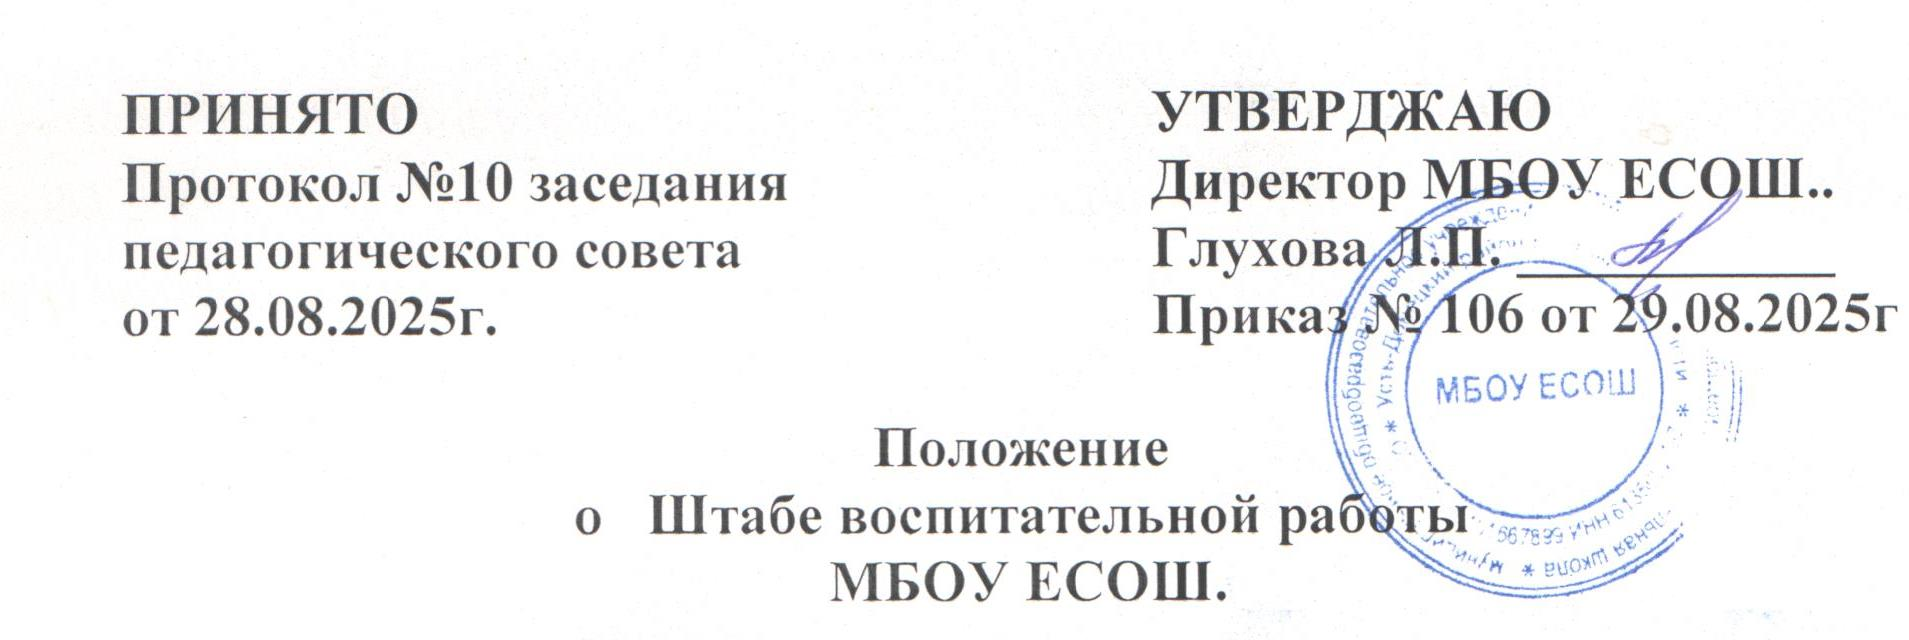 ПРИНЯТО
Протокол №10 заседания
педагогического совета
от 28.08.2025г.
УТВЕРДЖАЮ
Директор МБОУ ЕСОШ..
Глухова Л.П. ___________
Приказ № 106 от 29.08.2025г
Положение
о Штабе воспитательной работы
МБОУ ЕСОШ.
МБОУ ЕСОШ